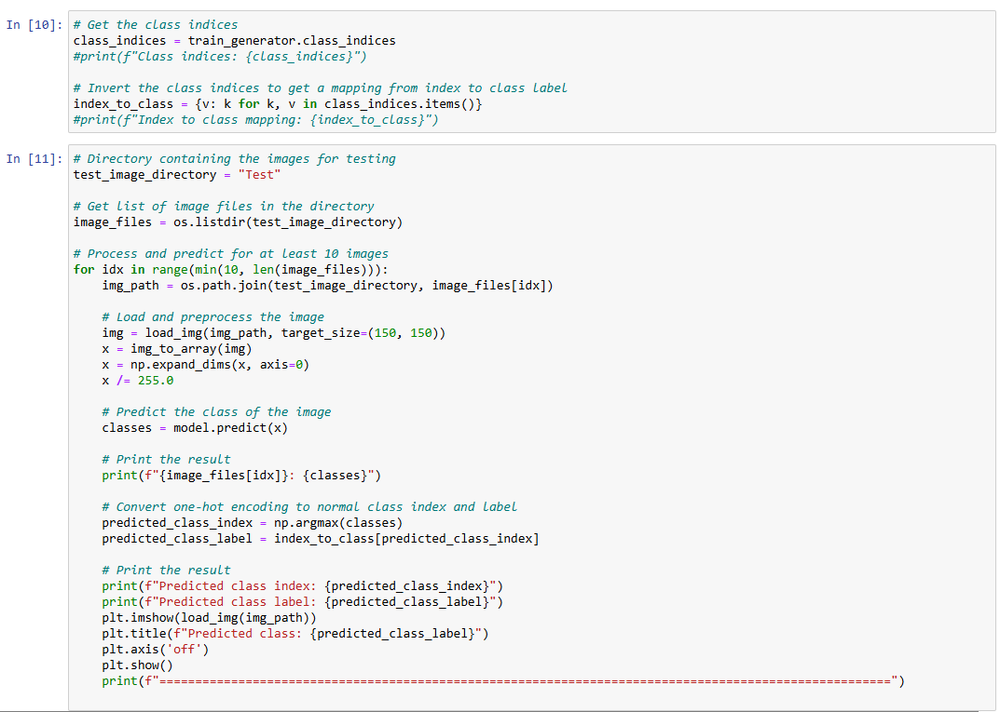 In [10]: # Get the class indices
class_indices = train_generator.class_indices
#print(f"Class indices: {class_indices}")

# Invert the class indices to get a mapping from index to class label
index_to_class = {v: k for k, v in class_indices.items()}
#print(f"Index to class mapping: {index_to_class}")

In [11]: # Directory containing the images for testing
test_image_directory = "Test"

# Get list of image files in the directory
image_files = os.listdir(test_image_directory)

# Process and predict for at least 10 images
for idx in range(min(10, len(image_files))):
    img_path = os.path.join(test_image_directory, image_files[idx])

    # Load and preprocess the image
    img = load_img(img_path, target_size=(150, 150))
    x = img_to_array(img)
    x = np.expand_dims(x, axis=0)
    x /= 255.0

    # Predict the class of the image
    classes = model.predict(x)

    # Print the result
    print(f"{image_files[idx]}: {classes}")

    # Convert one-hot encoding to normal class index and label
    predicted_class_index = np.argmax(classes)
    predicted_class_label = index_to_class[predicted_class_index]

    # Print the result
    print(f"Predicted class index: {predicted_class_index}")
    print(f"Predicted class label: {predicted_class_label}")
    plt.imshow(load_img(img_path))
    plt.title(f"Predicted class: {predicted_class_label}")
    plt.axis('off')
    plt.show()
    print(f"======================================================================================================")